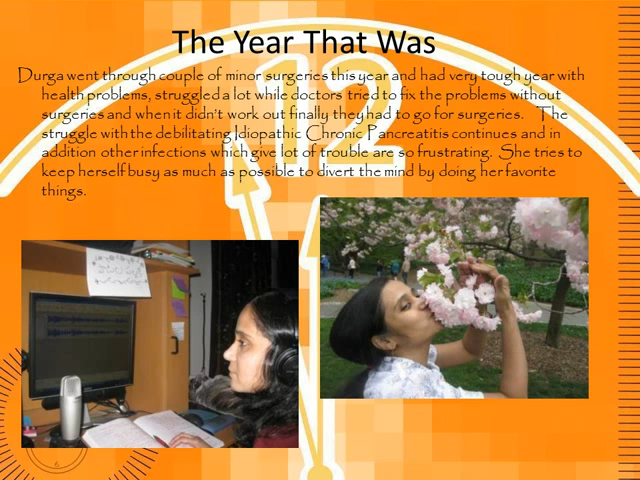 The Year That Was
Durga went through couple of minor surgeries this year and had very tough year with
health problems, struggled a lot while doctors tried to fix the problems without
surgeries and when it didn't work out finally they had to go for surgeries. The
struggle with the debilitating Idiopathic Chronic Pancreatitis continues and in
addition other infections which give lot of trouble are so frustrating. She tries to
keep herself busy as much as possible to divert the mind by doing her favorite
things.
12
6